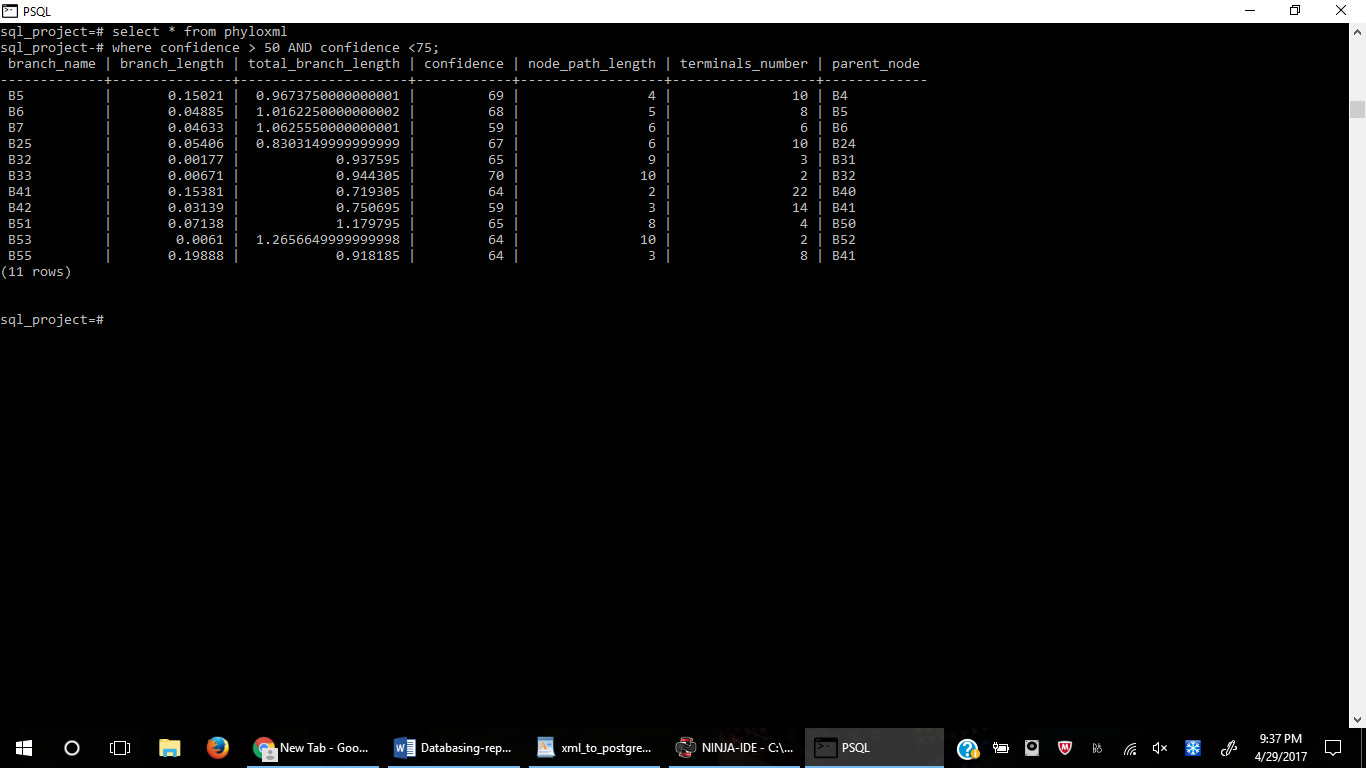 PSQL
sql_project=# select * from phyloxml
sql_project-# where confidence > 50 AND confidence <75;
 branch_name | branch_length | total_branch_length | confidence | node_path_length | terminals_number | parent_node
-------------+---------------+---------------------+------------+------------------+------------------+-------------
 B5          |       0.15021 |  0.9673750000000001 |         69 |                4 |               10 | B4
 B6          |       0.04885 |  1.0162250000000002 |         68 |                5 |                8 | B5
 B7          |       0.04633 |  1.0625550000000001 |         59 |                6 |                6 | B6
 B25         |       0.05406 |  0.8303149999999999 |         67 |                6 |               10 | B24
 B32         |       0.00177 |            0.937595 |         65 |                9 |                3 | B31
 B33         |       0.00671 |            0.944305 |         70 |               10 |                2 | B32
 B41         |       0.15381 |            0.719305 |         64 |                2 |               22 | B40
 B42         |       0.03139 |            0.750695 |         59 |                3 |               14 | B41
 B51         |       0.07138 |            1.179795 |         65 |                8 |                4 | B50
 B53         |        0.0061 |  1.2656649999999998 |         64 |               10 |                2 | B52
 B55         |       0.19888 |            0.918185 |         64 |                3 |                8 | B41
(11 rows)
sql_project=#
New Tab - Goo... Databasing-rep... xml_to_postgre... NINJA-IDE - C:\... PSQL
9:37 PM
4/29/2017